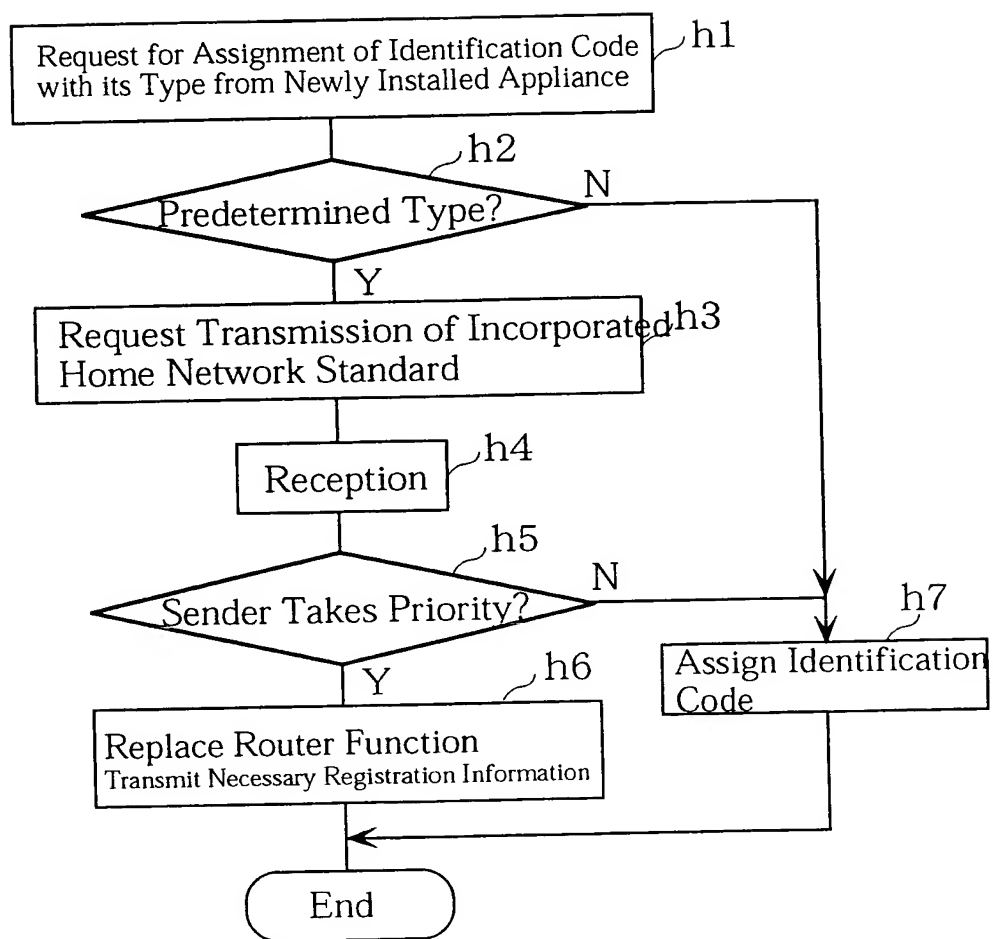 Request for Assignment of Identification Code
with its Type from Newly Installed Appliance
h1
h2
Predetermined Type?
N
Y
Request Transmission of Incorporated
Home Network Standard
h3
Reception
h4
h5
Sender Takes Priority?
N
Y
h6
Replace Router Function
Transmit Necessary Registration Information
h7
Assign Identification
Code
End